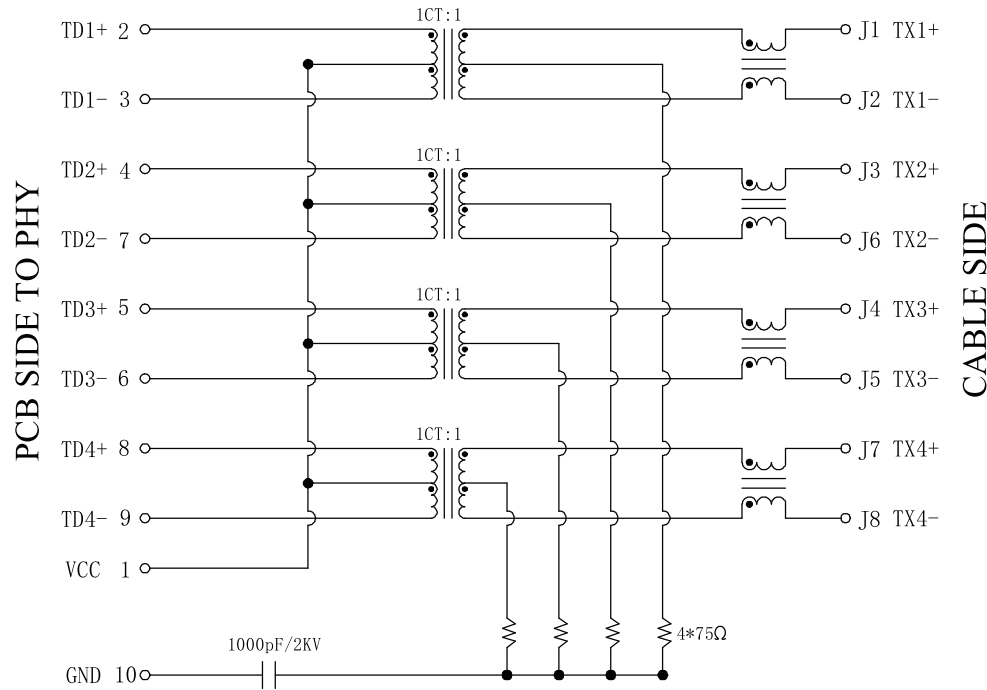 1CT:1
TD1+ 2
J1 TX1+
TD1- 3
J2 TX1-
1CT:1
TD2+ 4
J3 TX2+
TD2- 7
J6 TX2-
PCB SIDE TO PHY
CABLE SIDE
1CT:1
TD3+ 5
J4 TX3+
TD3- 6
J5 TX3-
1CT:1
TD4+ 8
J7 TX4+
TD4- 9
J8 TX4-
VCC 1
4*75Ω
1000pF/2KV
GND 10